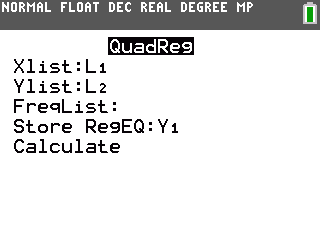 NORMAL FLOAT DEC REAL DEGREE MP
QuadReg
Xlist:L₁
Ylist:L₂
FreqList:
Store RegEQ:Y₁
Calculate